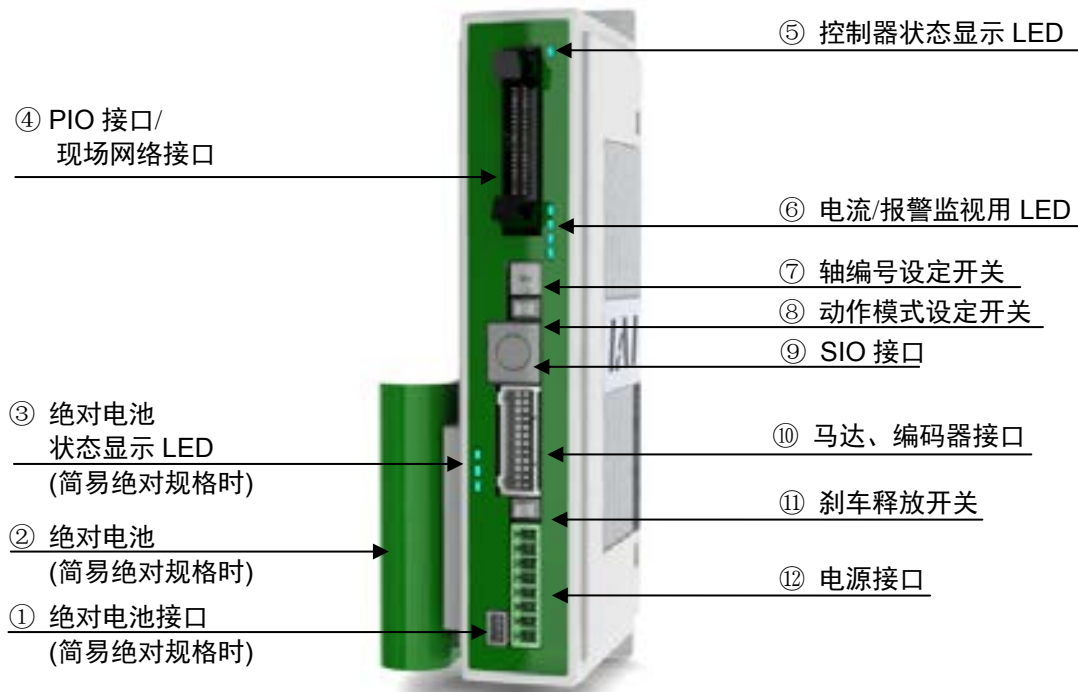 ⑤ 控制器状态显示 LED
④ PIO 接口/
现场网络接口
⑥ 电流/报警监视用 LED
⑦ 轴编号设定开关
⑧ 动作模式设定开关
⑨ SIO 接口
③ 绝对电池
状态显示 LED
(简易绝对规格时)
⑩ 马达、编码器接口
⑪ 刹车释放开关
② 绝对电池
(简易绝对规格时)
⑫ 电源接口
① 绝对电池接口
(简易绝对规格时)